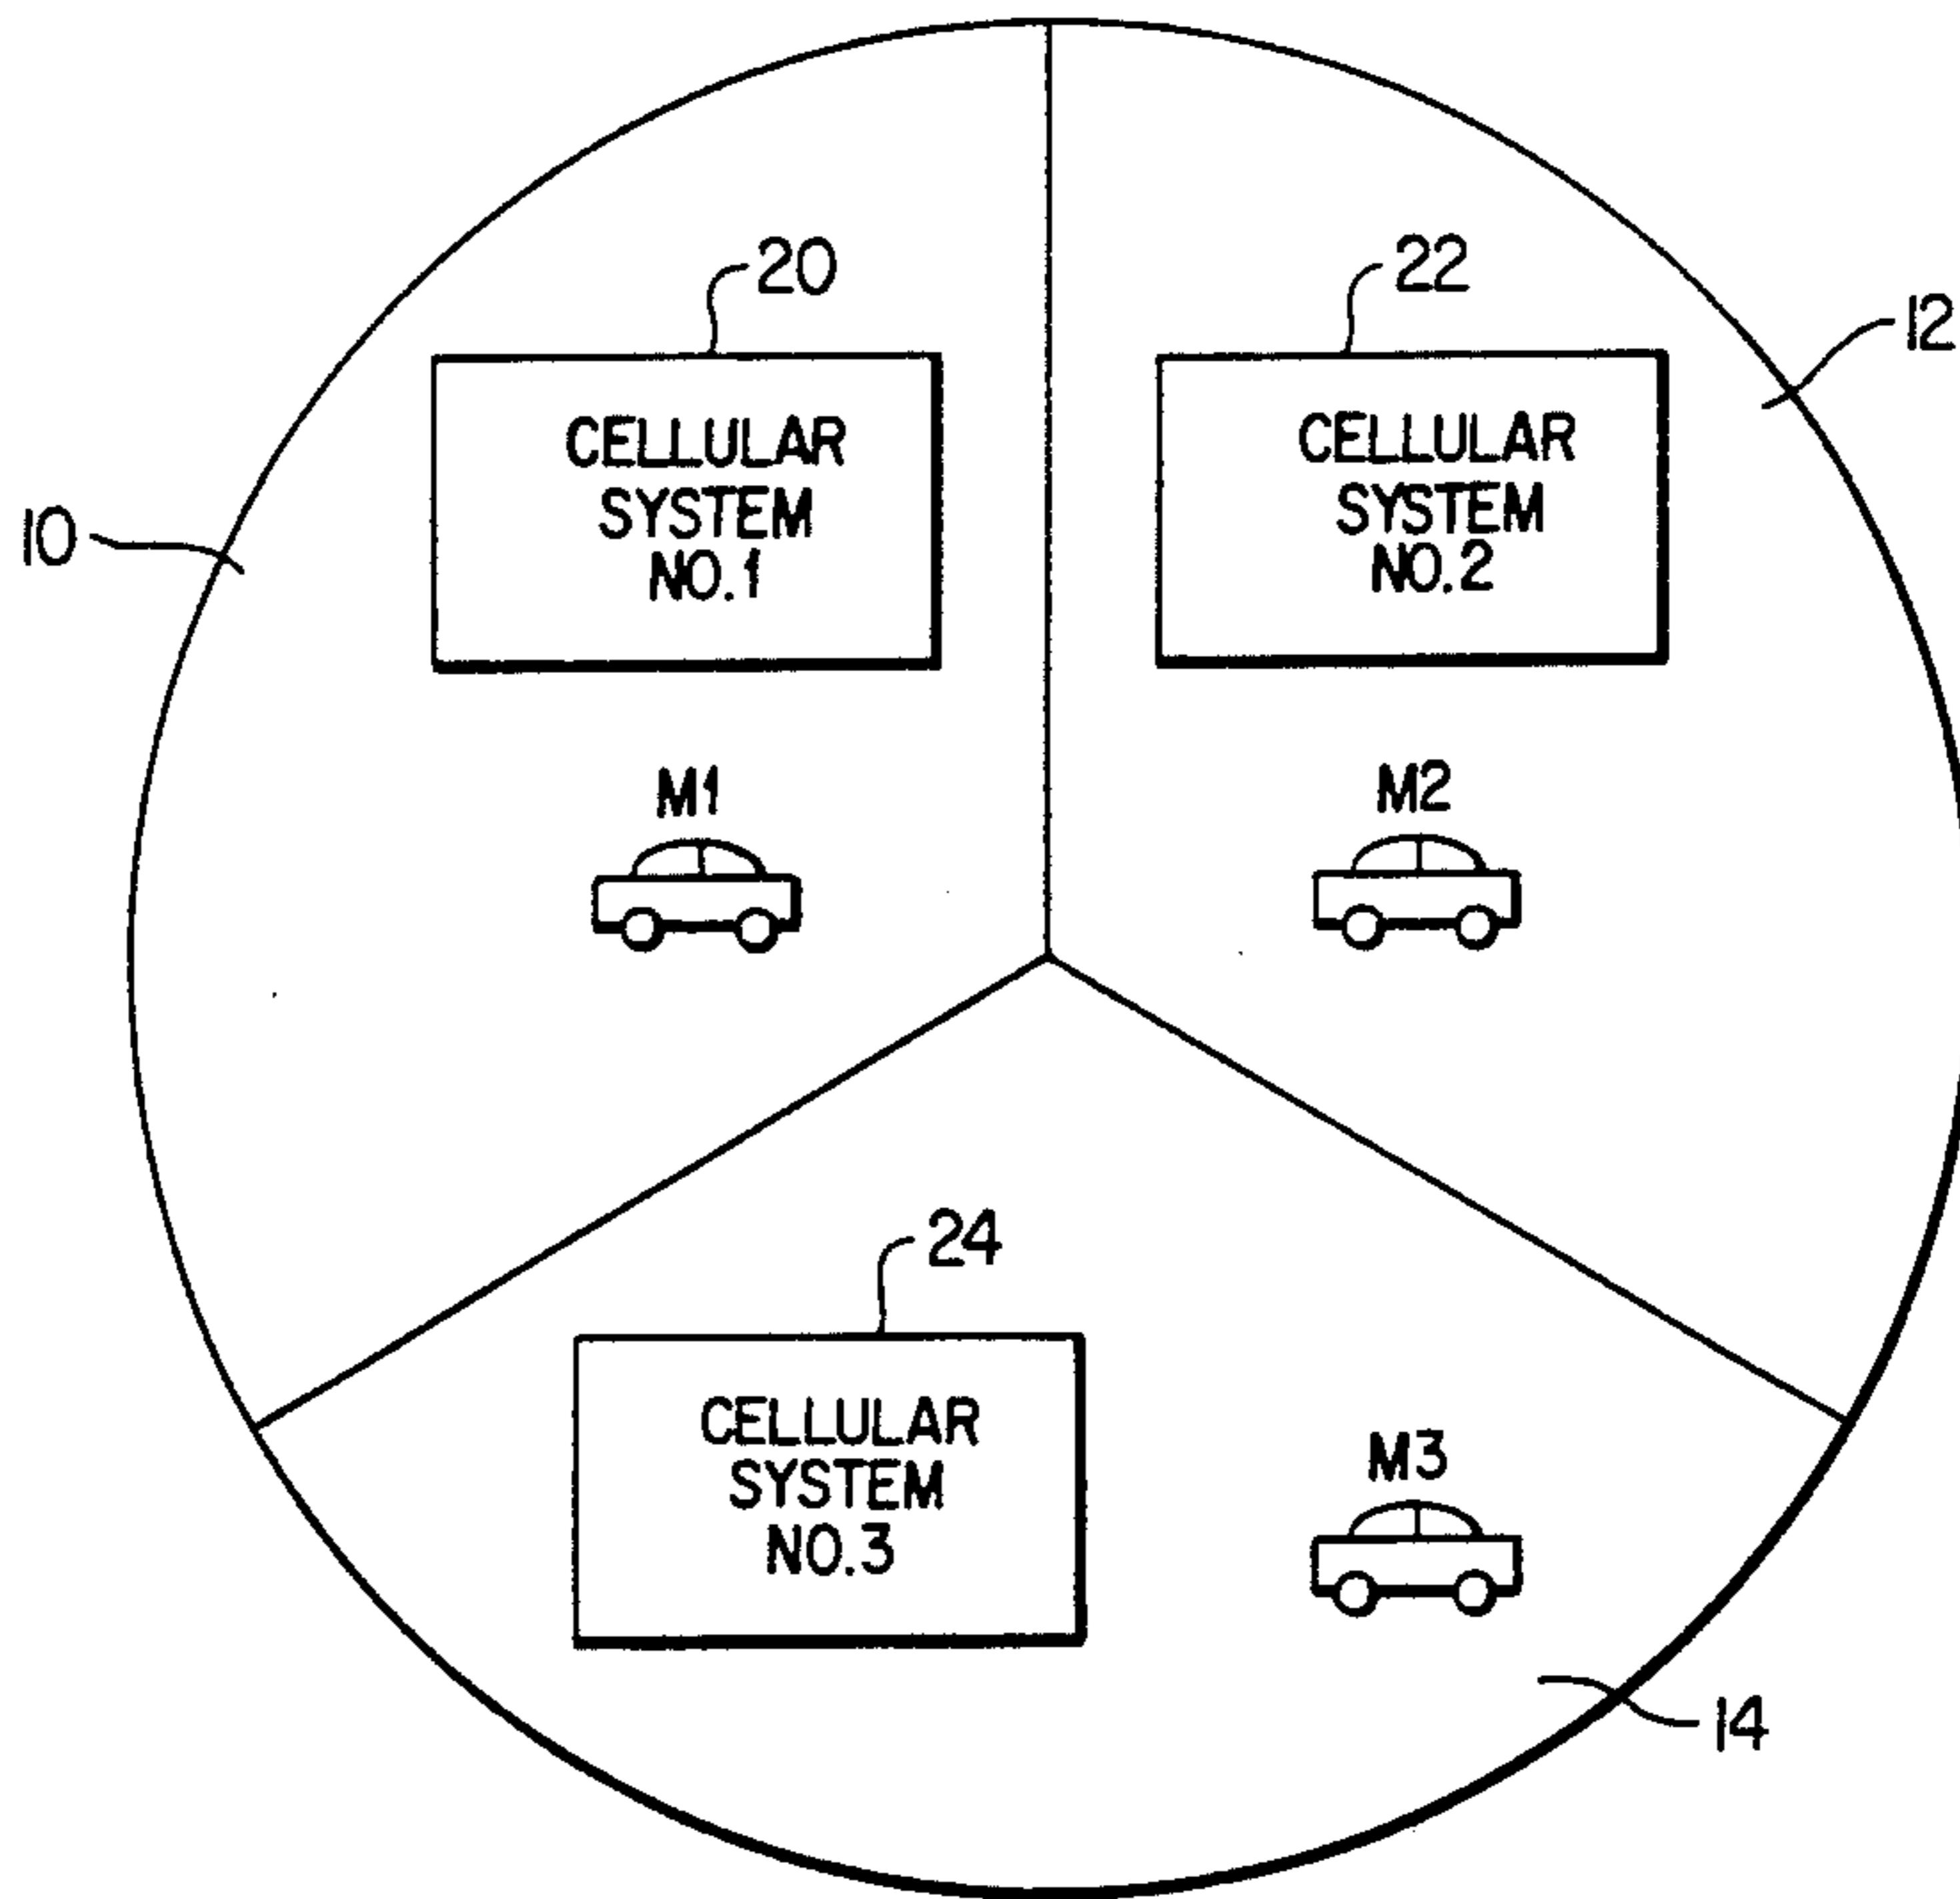 20
22
12
CELLULAR
SYSTEM
NO.1
CELLULAR
SYSTEM
NO.2
10
M1
M2
24
CELLULAR
SYSTEM
NO.3
M3
14